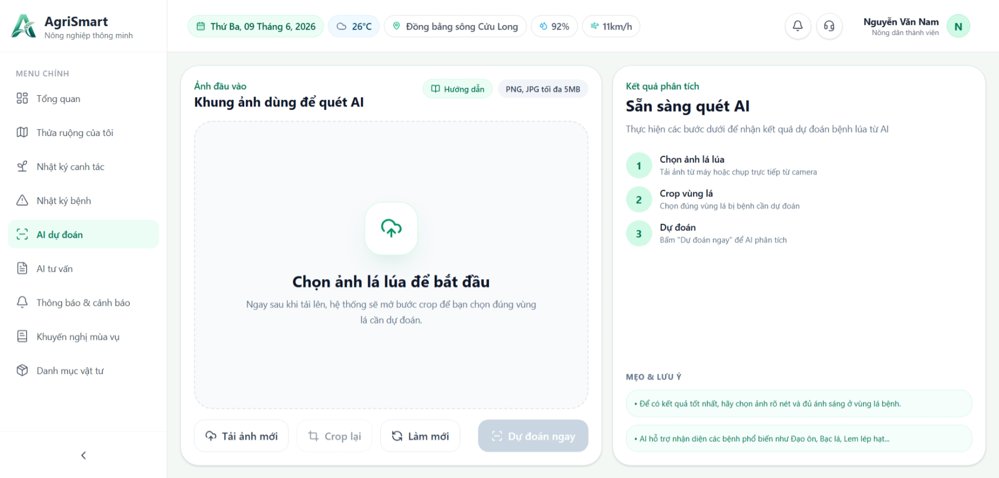 AgriSmart
Nông nghiệp thông minh
Thứ Ba, 09 Tháng 6, 2026
26°C
Đồng bằng sông Cửu Long
92%
11km/h
Nguyễn Văn Nam
Nông dân thành viên
N
MENU CHÍNH
Tổng quan
Thửa ruộng của tôi
Nhật ký canh tác
Nhật ký bệnh
AI dự đoán
AI tư vấn
Thông báo & cảnh báo
Khuyến nghị mùa vụ
Danh mục vật tư
Ảnh đầu vào
Khung ảnh dùng để quét AI
Hướng dẫn
PNG, JPG tối đa 5MB
Chọn ảnh lá lúa để bắt đầu
Ngay sau khi tải lên, hệ thống sẽ mở bước crop để bạn chọn đúng vùng
lá cần dự đoán.
Tải ảnh mới
Crop lại
Làm mới
Dự đoán ngay
Kết quả phân tích
Sẵn sàng quét AI
Thực hiện các bước dưới để nhận kết quả dự đoán bệnh lúa từ AI
1
Chọn ảnh lá lúa
Tải ảnh từ máy hoặc chụp trực tiếp từ camera
2
Crop vùng lá
Chọn đúng vùng lá bị bệnh cần dự đoán
3
Dự đoán
Bấm "Dự đoán ngay" để AI phân tích
MẸO & LƯU Ý
• Để có kết quả tốt nhất, hãy chọn ảnh rõ nét và đủ ánh sáng ở vùng lá bệnh.
• AI hỗ trợ nhận diện các bệnh phổ biến như Đạo ôn, Bạc lá, Lem lép hạt...